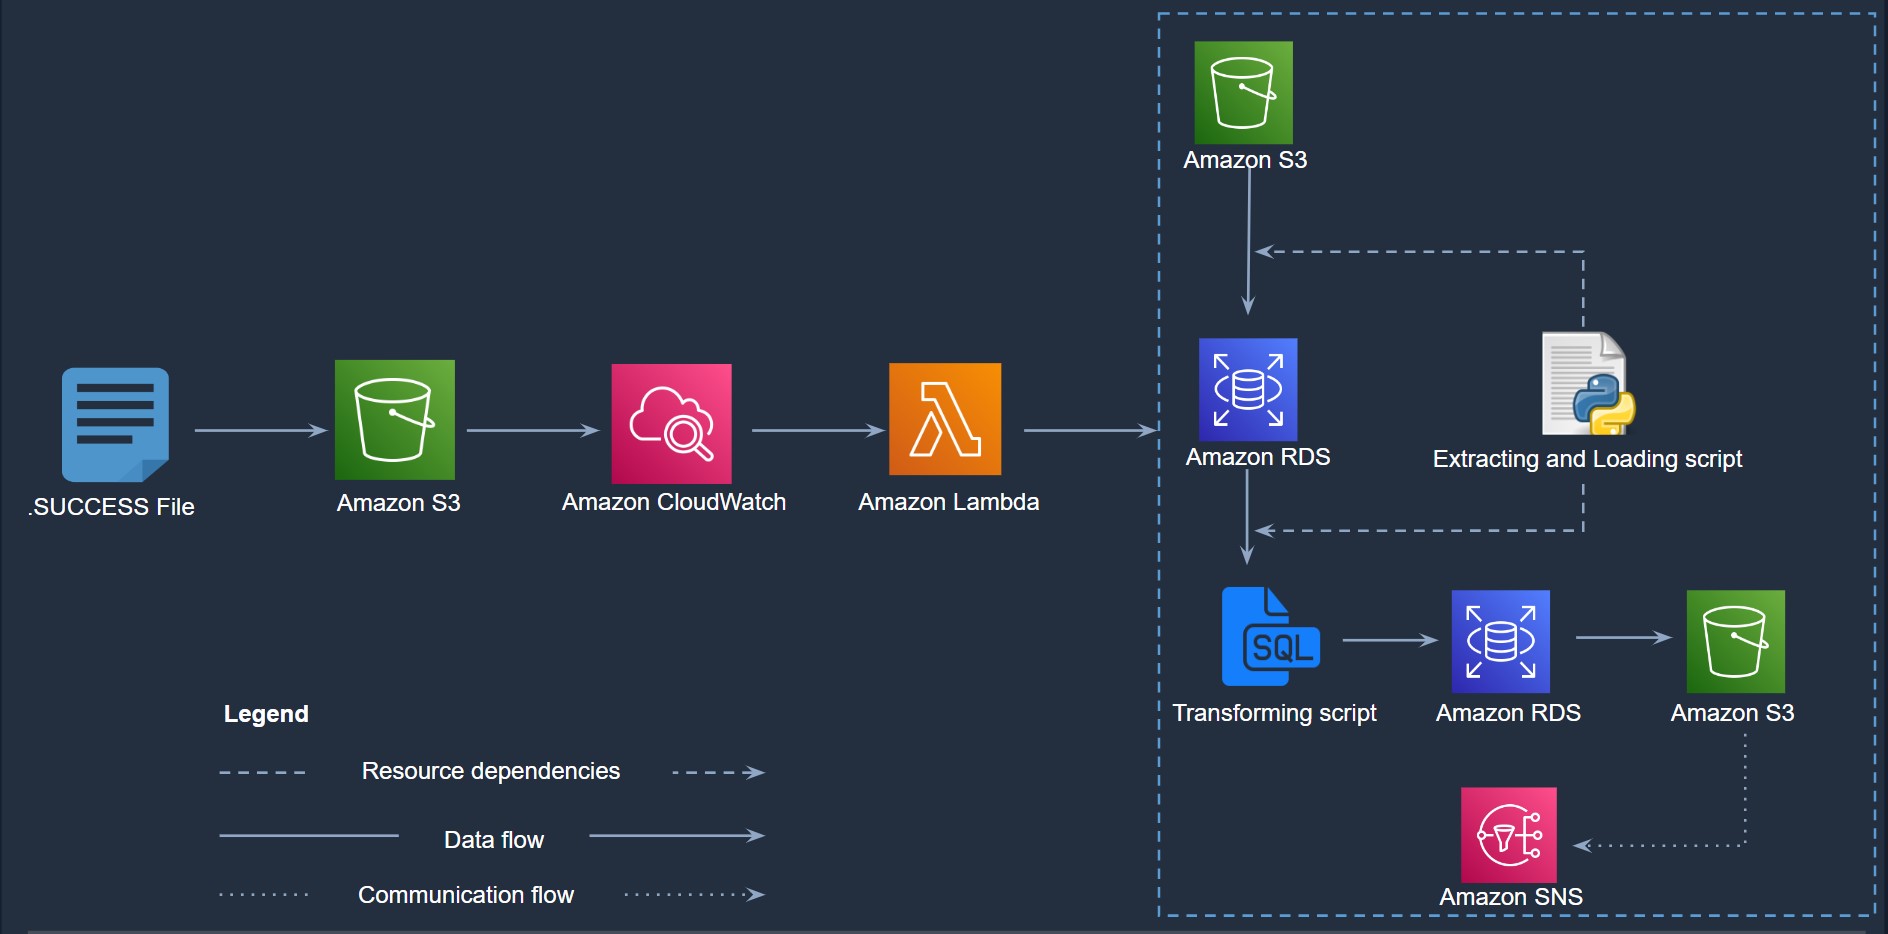 Amazon S3
.SUCCESS File
Amazon S3
Amazon CloudWatch
Amazon Lambda
Amazon RDS
Extracting and Loading script
SQL
Transforming script
Amazon RDS
Amazon S3
Amazon SNS
Legend
Resource dependencies
Data flow
Communication flow